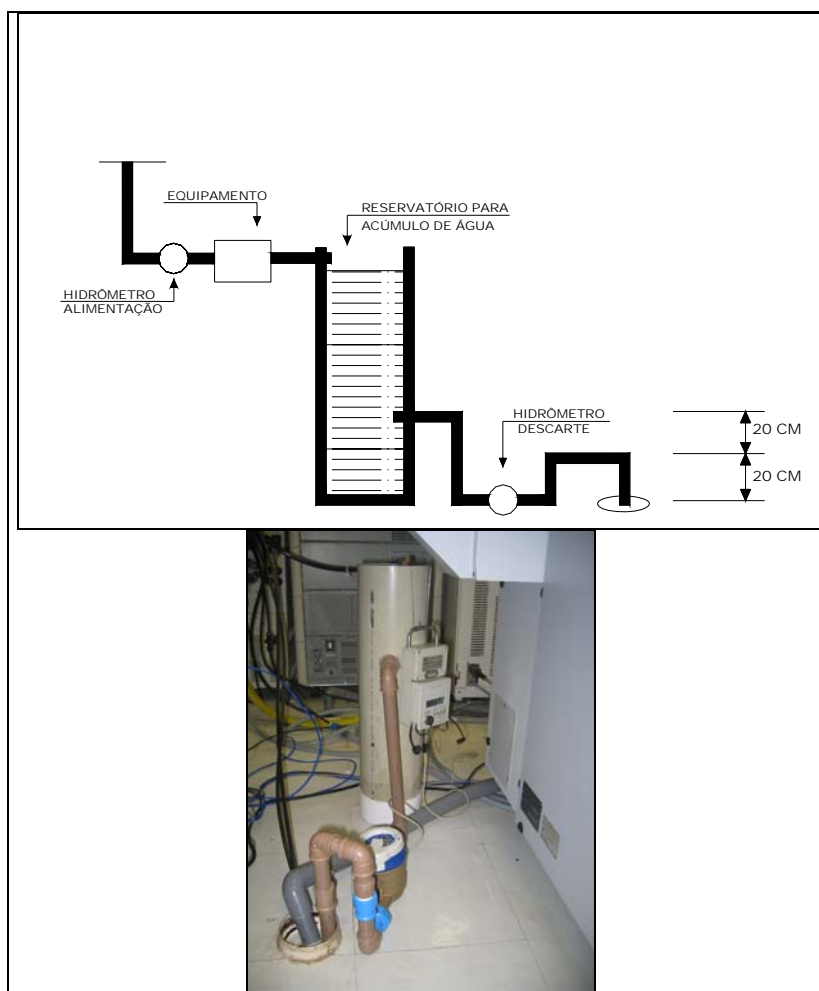 EQUIPAMENTO
RESERVATÓRIO PARA
ACÚMULO DE ÁGUA
HIDRÔMETRO
ALIMENTAÇÃO
HIDRÔMETRO
DESCARTE
20 CM
20 CM